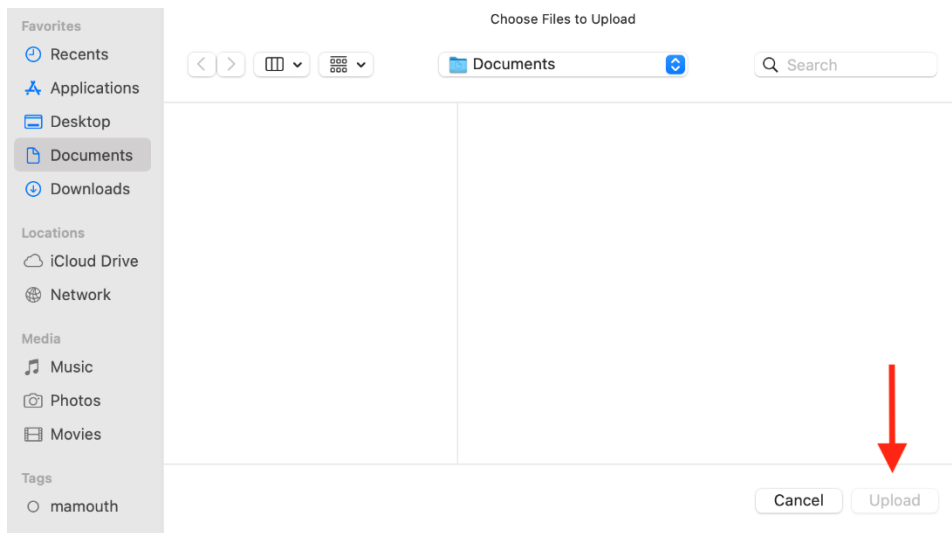 Choose Files to Upload
Favorites
Recents
Applications
Desktop
Documents
Downloads
Locations
iCloud Drive
Network
Media
Music
Photos
Movies
Tags
mamouth
Documents
Search
Cancel
Upload